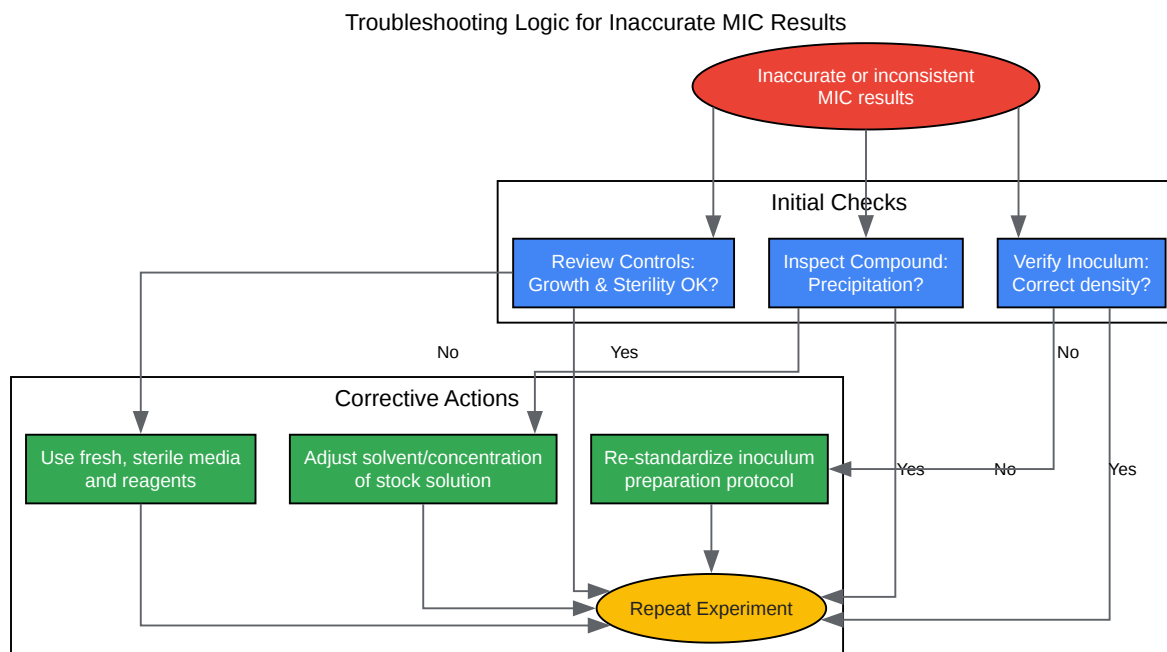 Troubleshooting Logic for Inaccurate MIC Results
Inaccurate or inconsistent
MIC results
Initial Checks
Review Controls:
Growth & Sterility OK?
Inspect Compound:
Precipitation?
Verify Inoculum:
Correct density?
No
Yes
No
Corrective Actions
Use fresh, sterile media
and reagents
Adjust solvent/concentration
of stock solution
Re-standardize inoculum
preparation protocol
Yes
No
Yes
Repeat Experiment